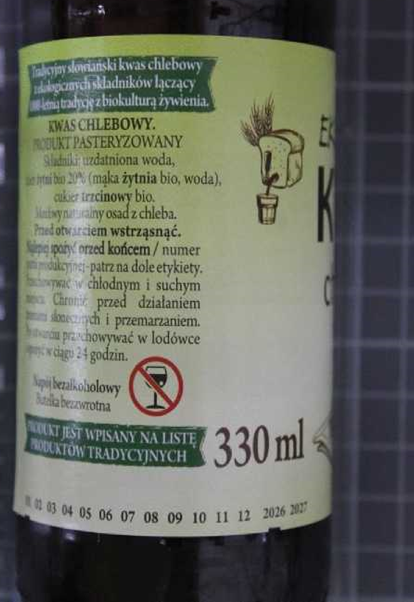 Tradycyjny słowiański kwas chlebowy
z ekologicznych składników łączący
1000-letnią tradycję z biokulturą żywienia.
KWAS CHLEBOWY.
PRODUKT PASTERYZOWANY
Składniki: uzdatniona woda,
żytni bio 20% (mąka żytnia bio, woda),
cukier trzcinowy bio.
Możliwy naturalny osad z chleba.
Przed otwarciem wstrząsnąć.
Najlepiej spożyć przed końcem / numer
partii produkcyjnej - patrz na dole etykiety.
Przechowywać w chłodnym i suchym
miejscu. Chronić przed działaniem
promieni słonecznych i przemarzaniem.
Po otwarciu przechowywać w lodówce
i spożyć w ciągu 24 godzin.
Napój bezalkoholowy
Butelka bezzwrotna
PRODUKT JEST WPISANY NA LISTĘ
PRODUKTÓW TRADYCYJNYCH
330 ml
01 02 03 04 05 06 07 08 09 10 11 12 2026 2027